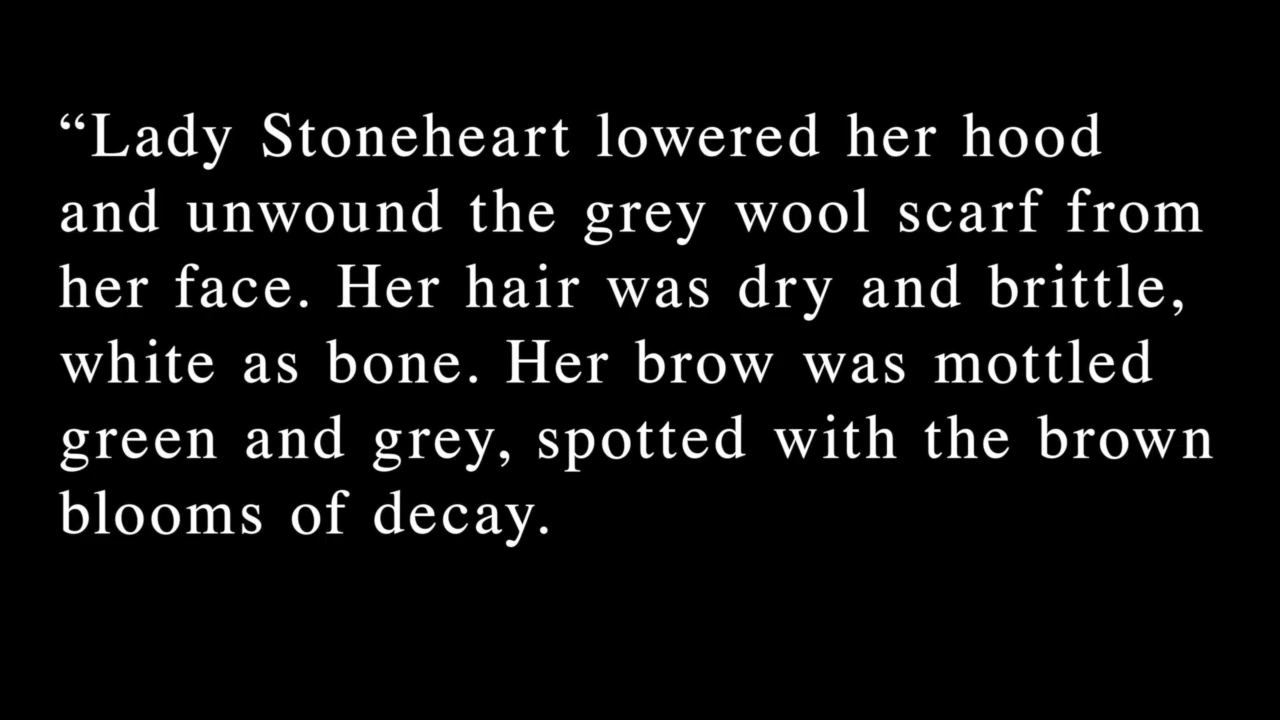 “Lady Stoneheart lowered her hood
and unwound the grey wool scarf from
her face. Her hair was dry and brittle,
white as bone. Her brow was mottled
green and grey, spotted with the brown
blooms of decay.